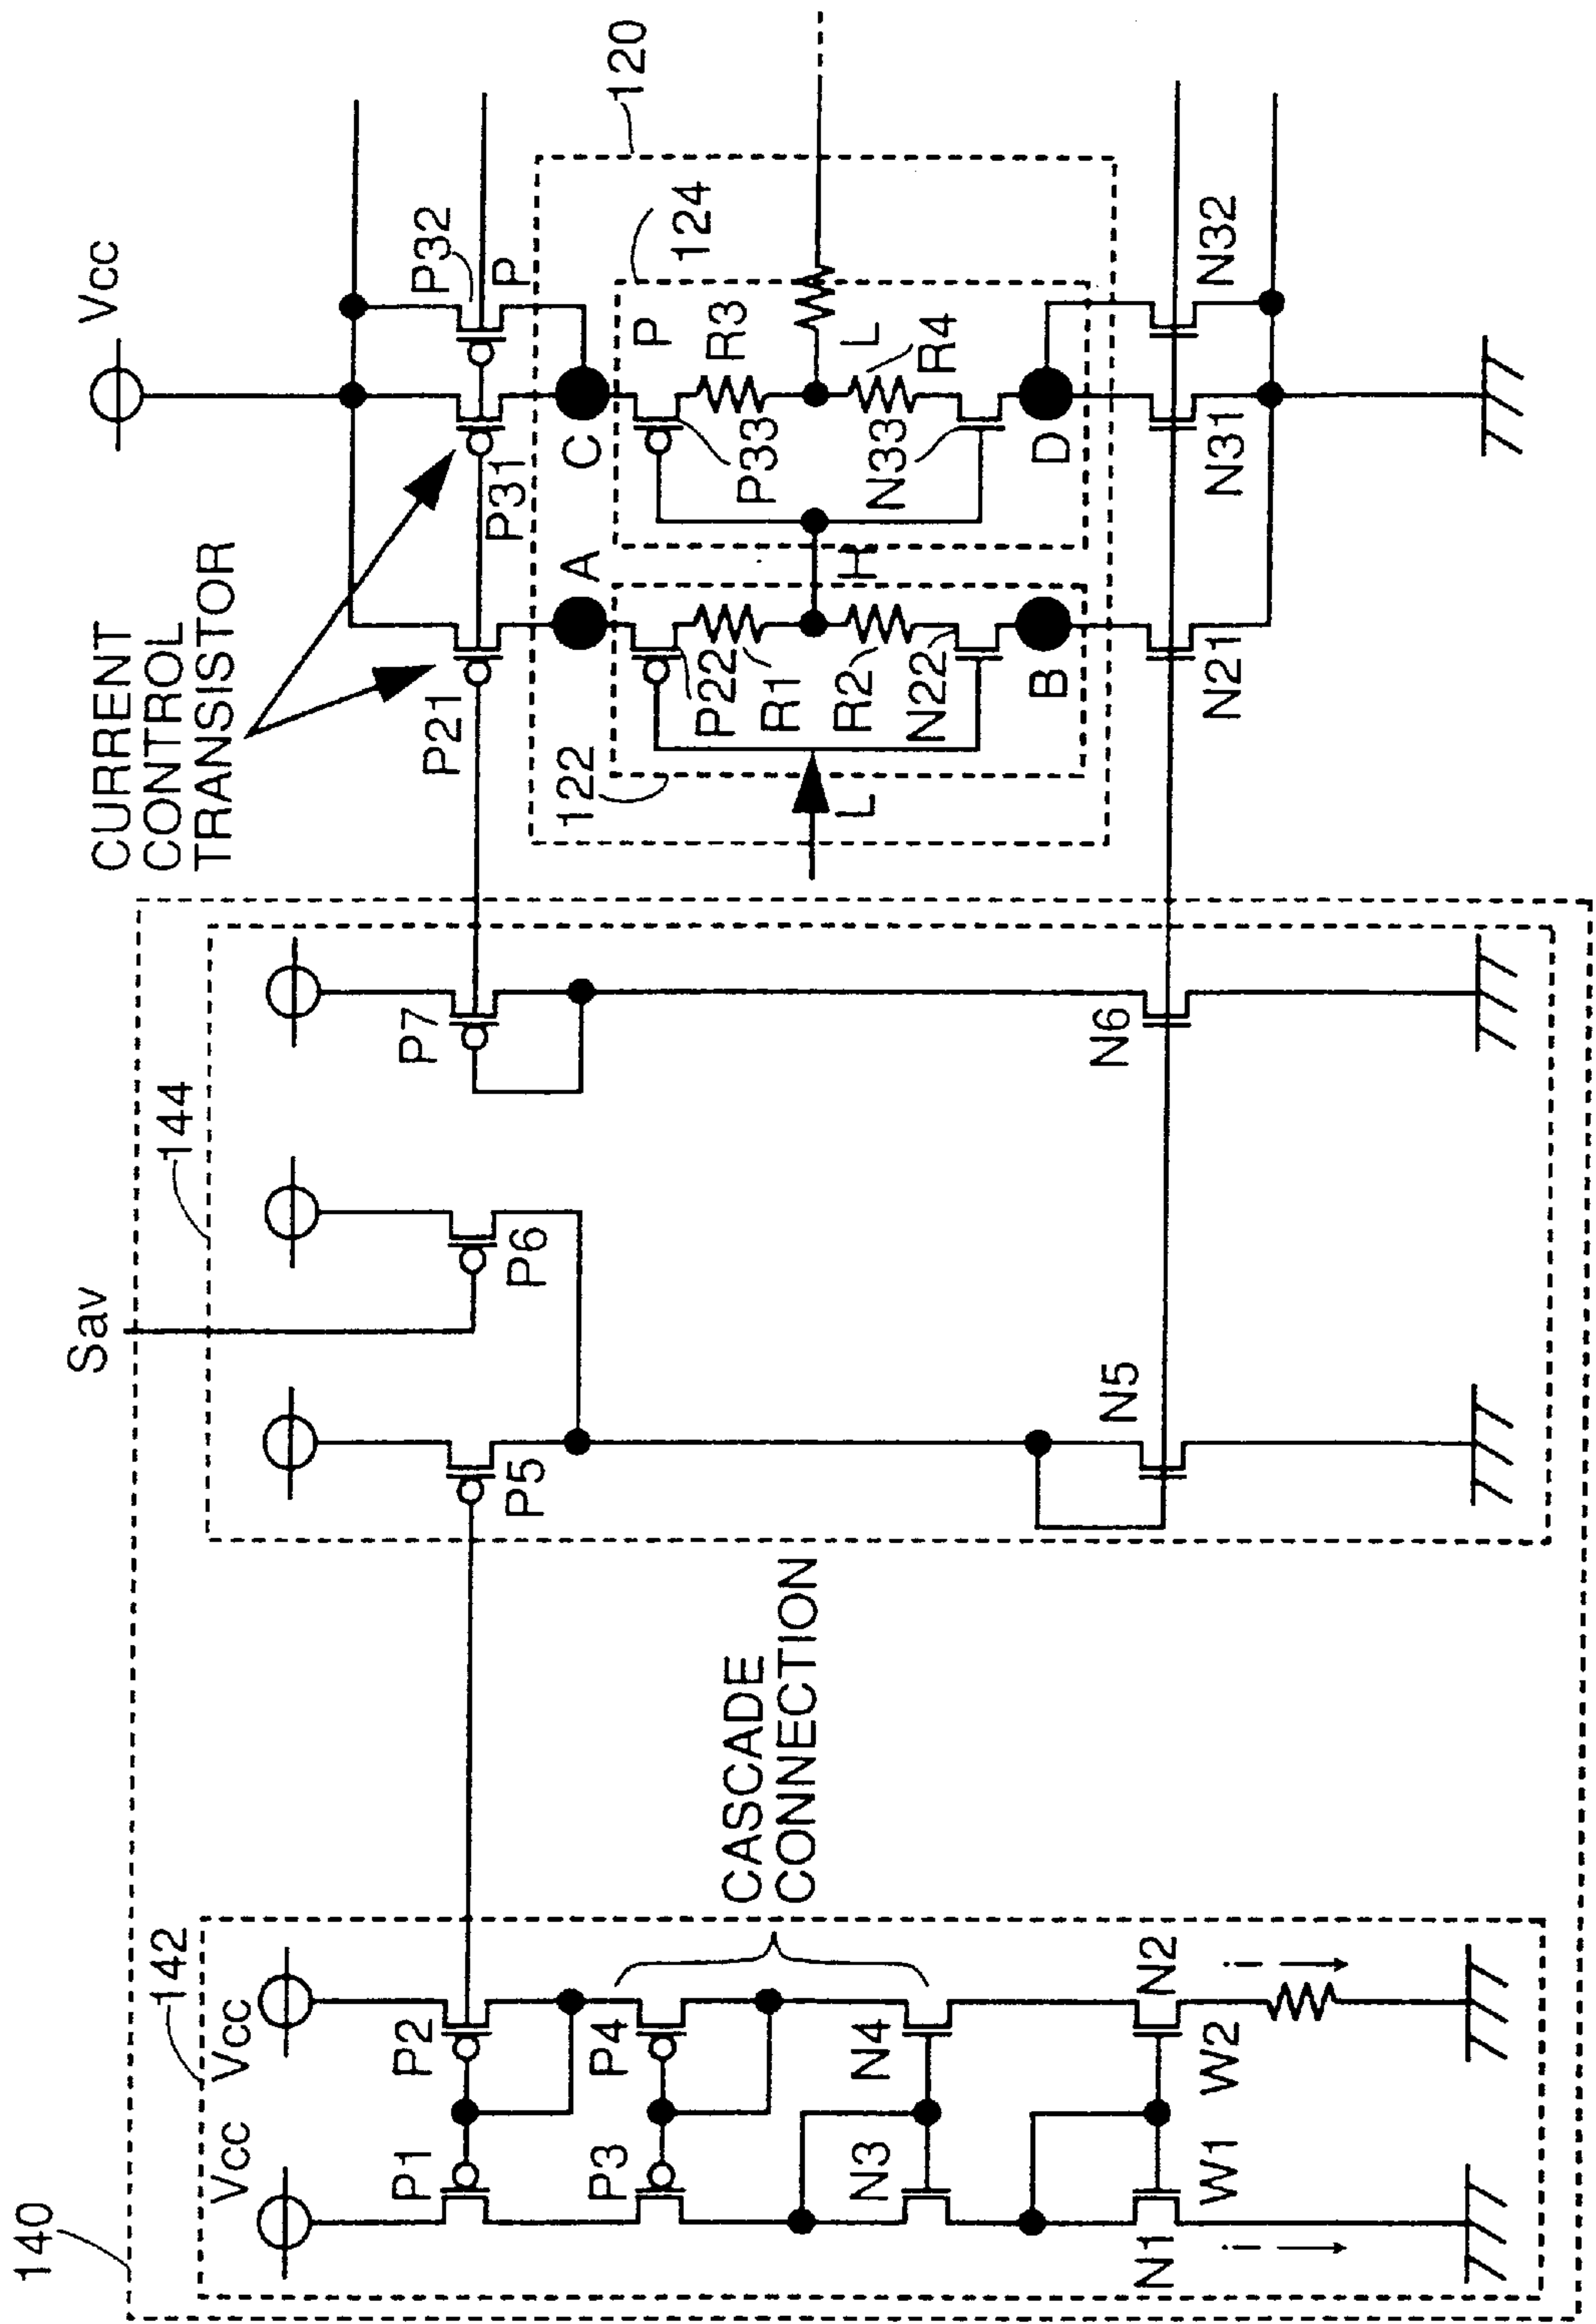 140
142
Vcc
Vcc
P1
P2
P3
P4
N3
N4
N1
W1
W2
N2
i
i
CASCADE
CONNECTION
Sav
144
P5
P6
P7
N5
N6
CURRENT
CONTROL
TRANSISTOR
Vcc
P21
P31
P32
P
120
122
124
A
C
P
P22
R1
R2
N22
B
L
H
P33
R3
L
R4
N33
D
N21
N31
N32